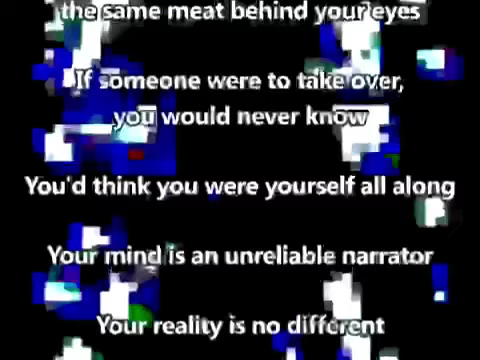 the same meat behind your eyes
If someone were to take over,
you would never know
You'd think you were yourself all along
Your mind is an unreliable narrator
Your reality is no different